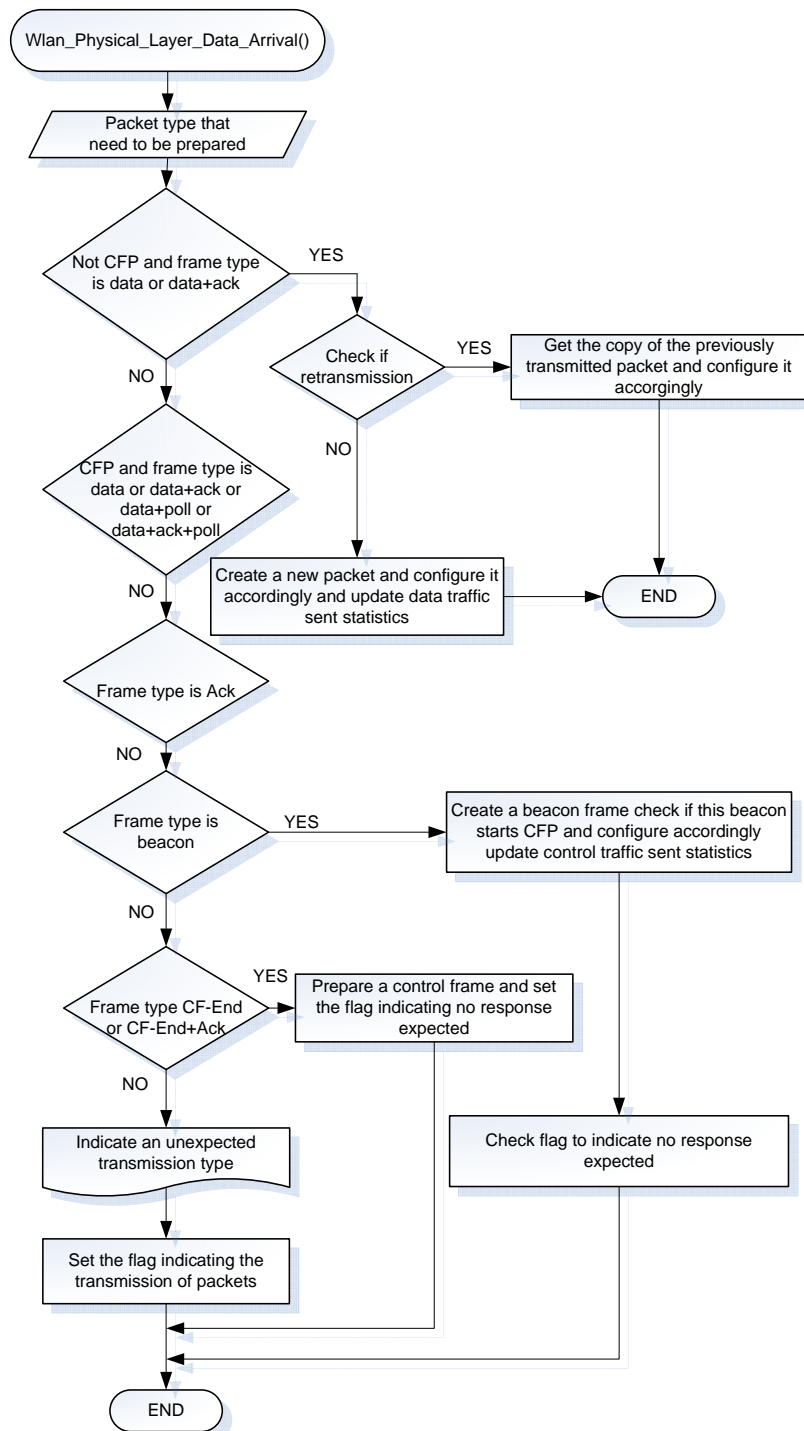 Wlan_Physical_Layer_Data_Arrival()
Packet type that
need to be prepared
Not CFP and frame type
is data or data+ack
YES
NO
Check if
retransmission
YES
Get the copy of the previously
transmitted packet and configure it
accorgingly
NO
CFP and frame type is
data or data+ack or
data+poll or
data+ack+poll
NO
Create a new packet and configure it
accordingly and update data traffic
sent statistics
END
Frame type is Ack
NO
Frame type is
beacon
YES
Create a beacon frame check if this beacon
starts CFP and configure accordingly
update control traffic sent statistics
NO
Frame type CF-End
or CF-End+Ack
YES
Prepare a control frame and set
the flag indicating no response
expected
NO
Indicate an unexpected
transmission type
Check flag to indicate no response
expected
Set the flag indicating the
transmission of packets
END